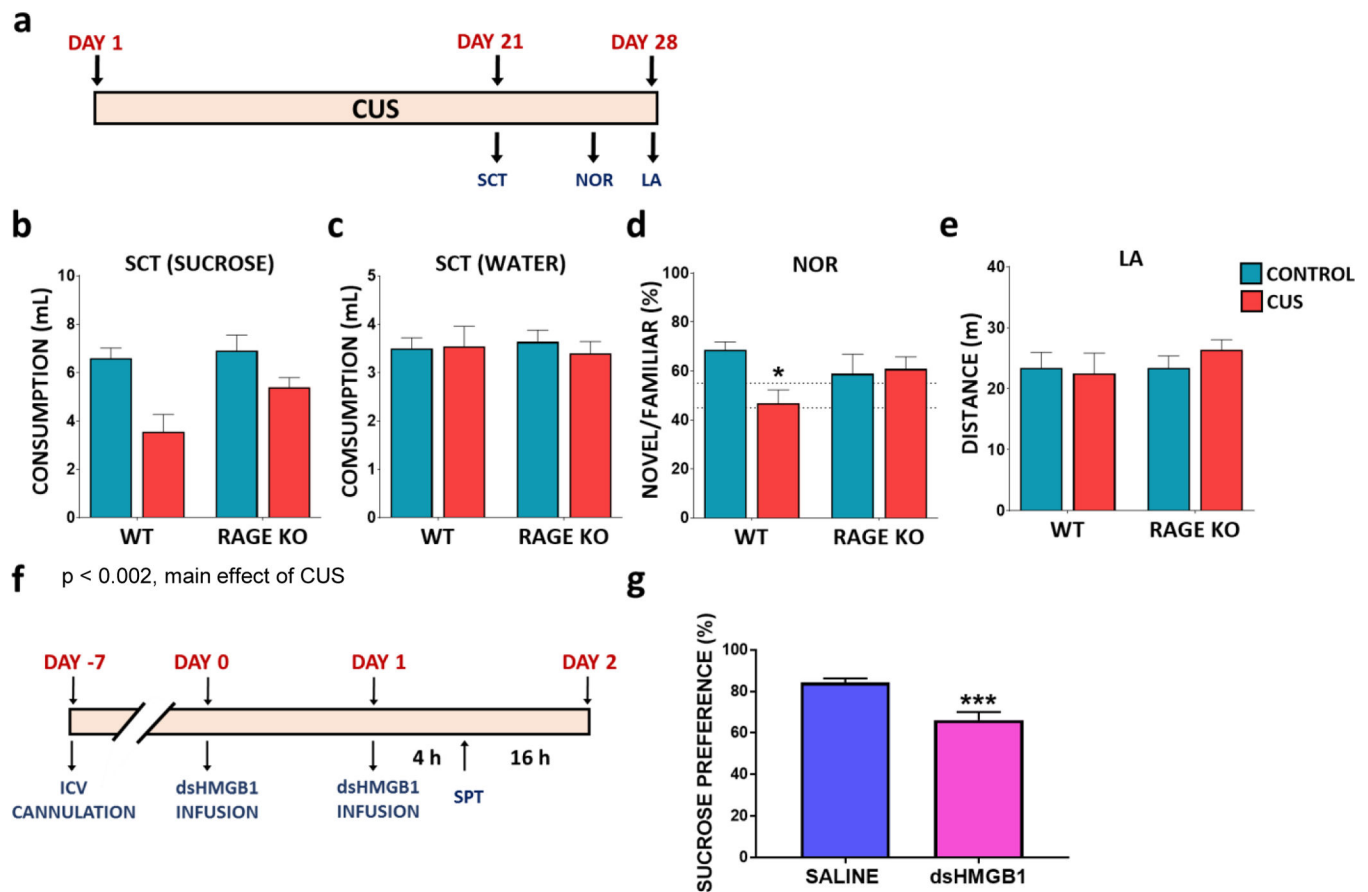 a
DAY 1
DAY 21
DAY 28
CUS
SCT
NOR
LA
b
SCT (SUCROSE)
CONSUMPTION (mL)
10
8
6
4
2
0
WT
RAGE KO
c
SCT (WATER)
COMSUMPTION (mL)
5
4
3
2
1
0
WT
RAGE KO
d
NOR
NOVEL/FAMILIAR (%)
100
80
60
40
20
0
*
WT
RAGE KO
e
LA
DISTANCE (m)
40
30
20
10
0
WT
RAGE KO
CONTROL
CUS
p < 0.002, main effect of CUS
f
DAY -7
DAY 0
DAY 1
DAY 2
4 h
16 h
ICV
CANNULATION
dsHMGB1
INFUSION
dsHMGB1
INFUSION
SPT
g
SUCROSE PREFERENCE (%)
100
80
60
40
20
0
***
SALINE
dsHMGB1